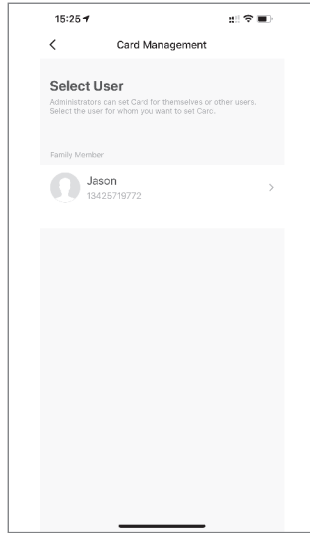 15:25
Card Management
Select User
Administrators can set Card for themselves or other users.
Select the user for whom you want to set Carc.
Family Member
Jason
13425719772